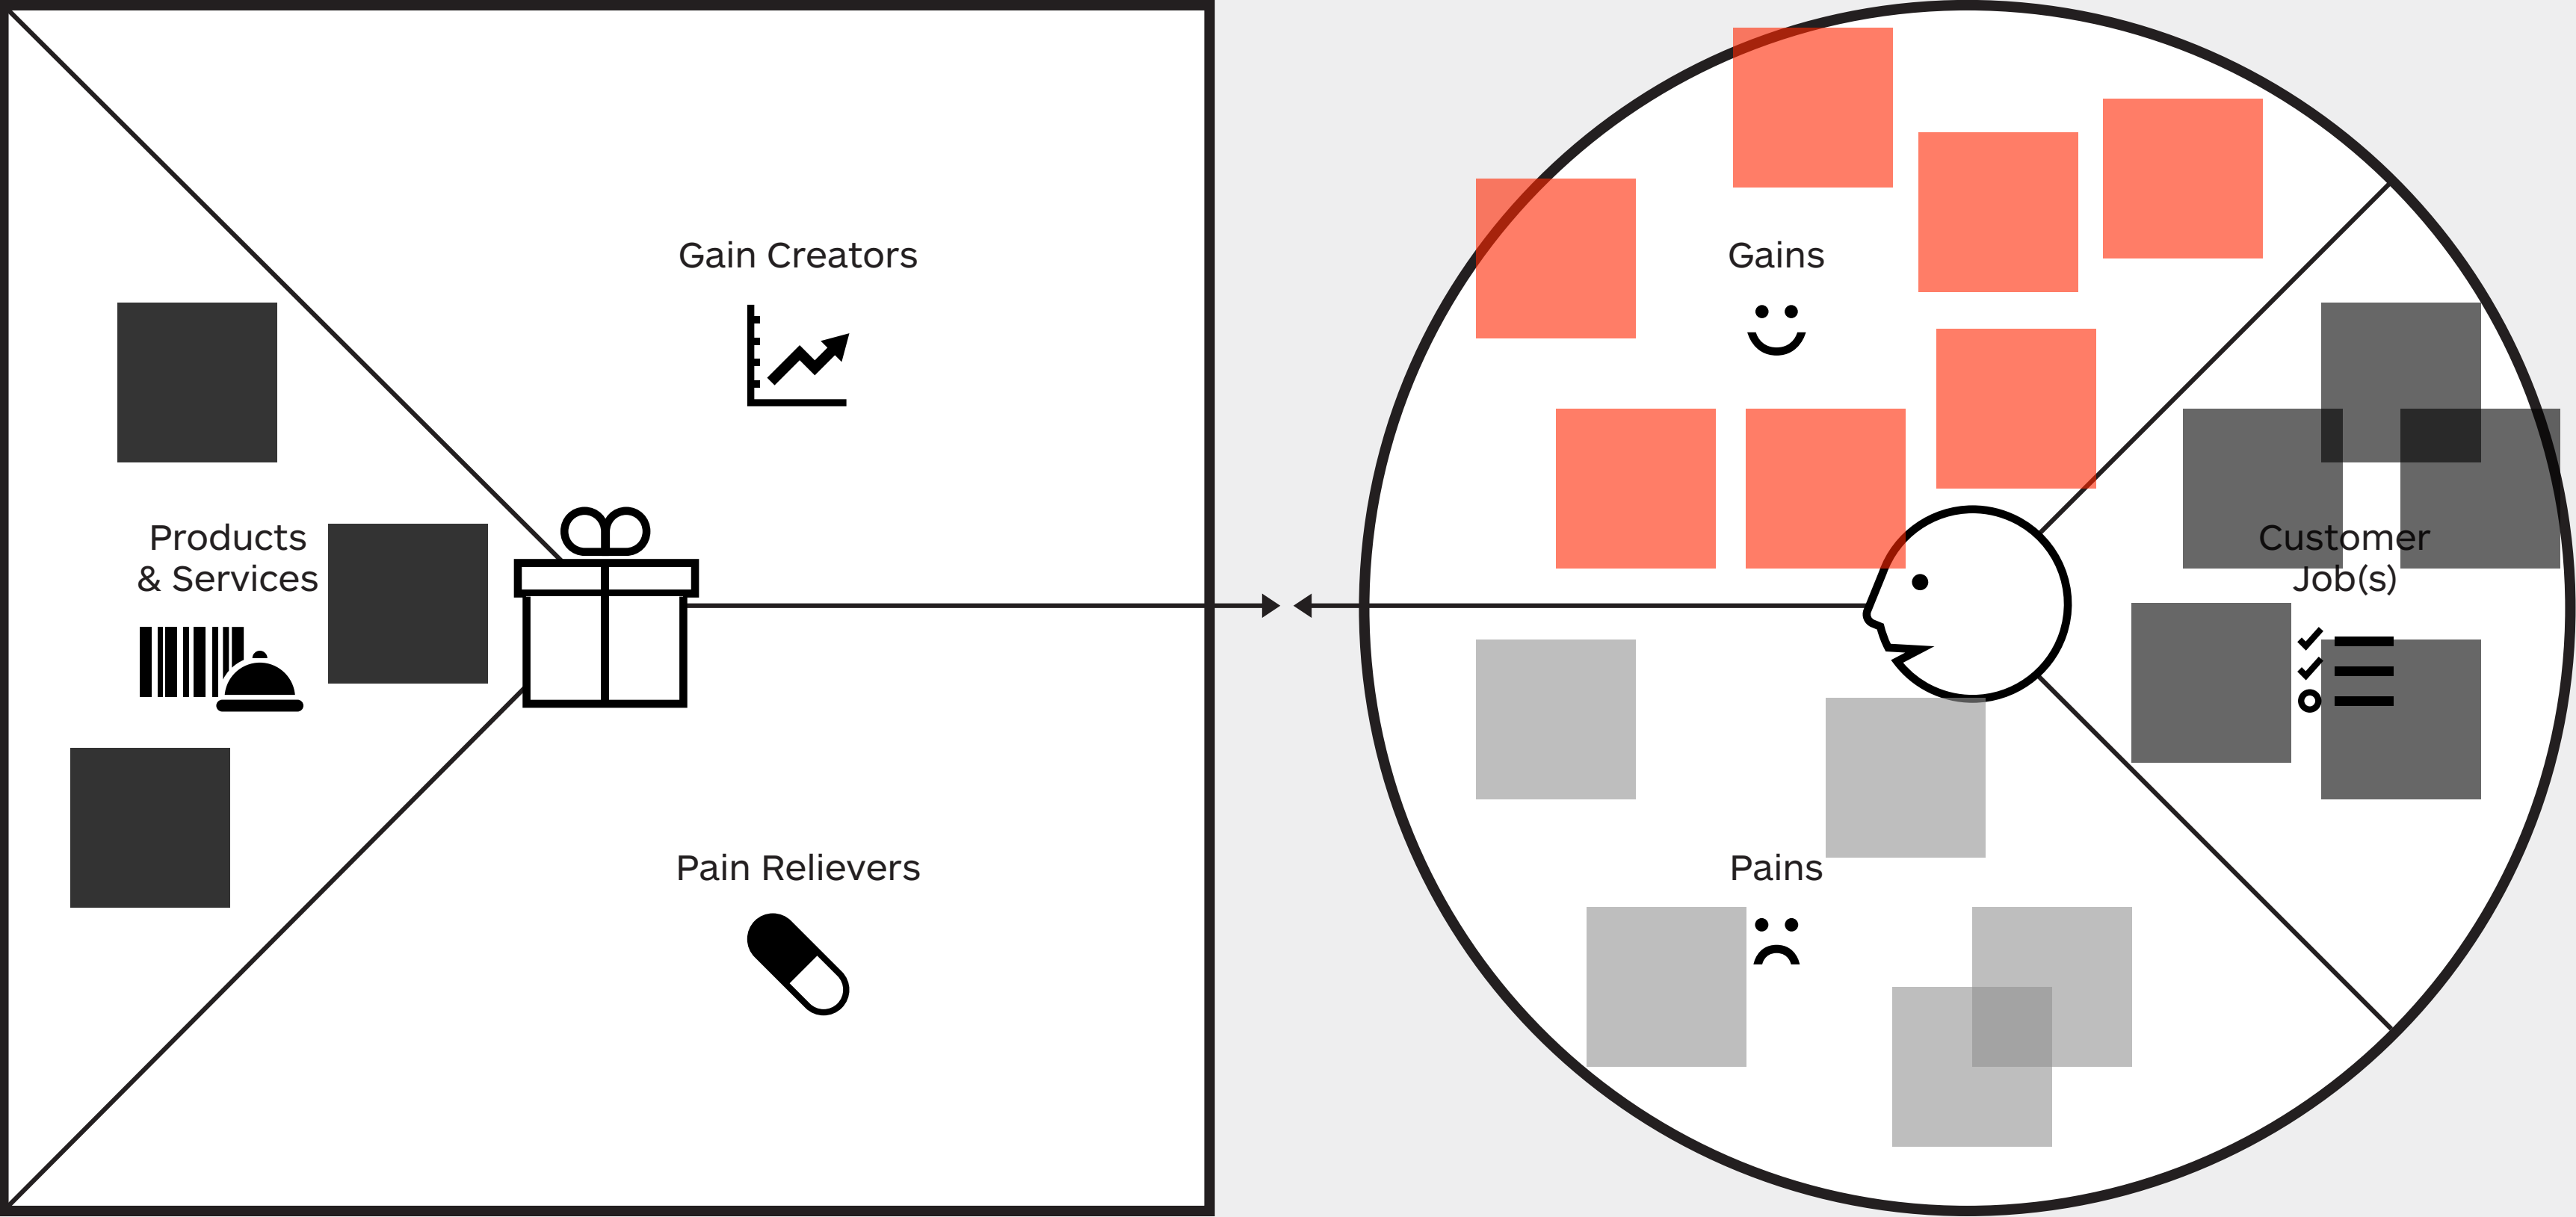 Gain Creators
Products
& Services
Pain Relievers
Gains
Customer
Job(s)
Pains